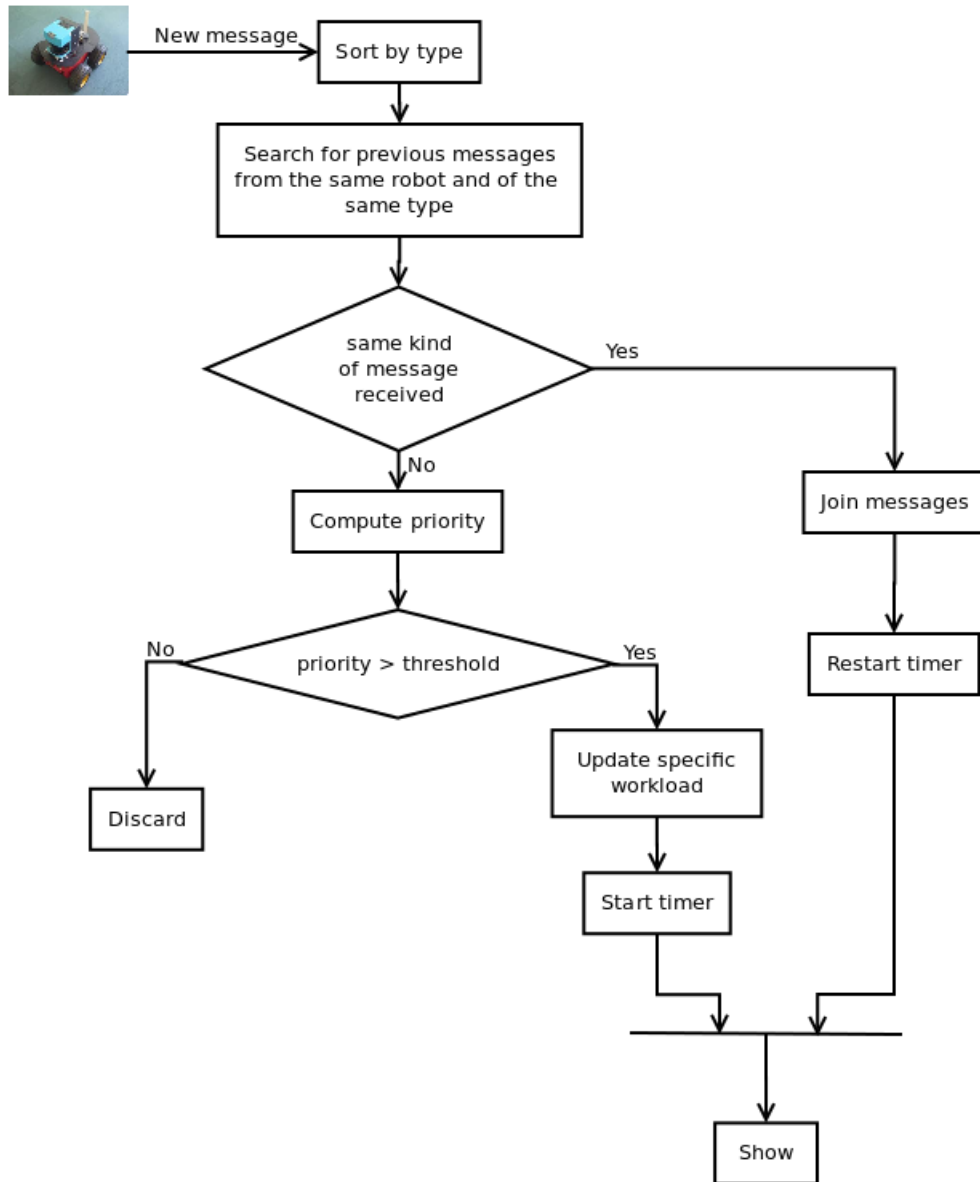 New message
Sort by type
Search for previous messages
from the same robot and of the
same type
same kind
of message
received
Yes
No
Join messages
Compute priority
Restart timer
No
priority > threshold
Yes
Update specific
workload
Discard
Start timer
Show